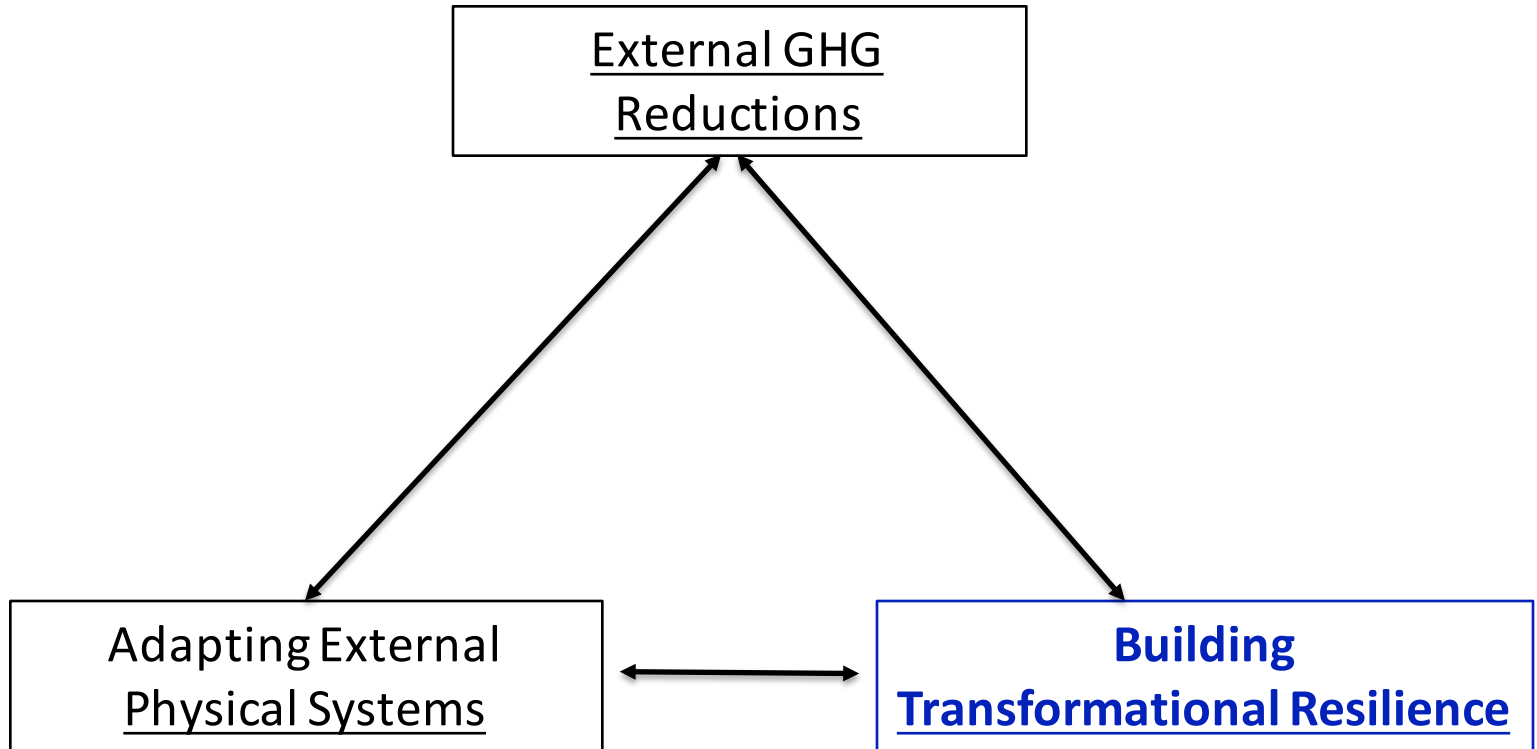 External GHG
Reductions
Adapting External
Physical Systems
Building
Transformational Resilience